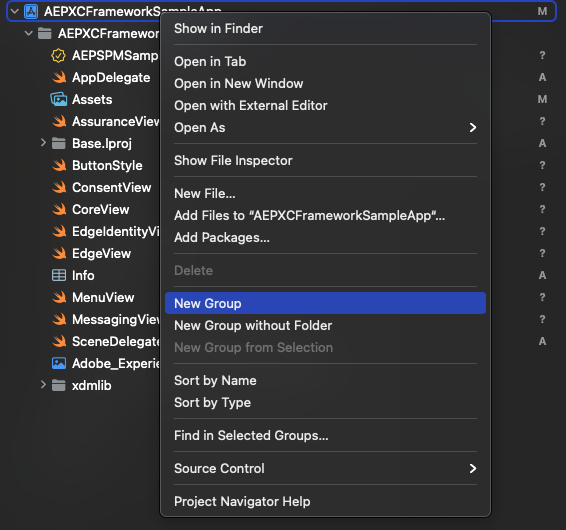 AEPXCFrameworkSampleApp M
AEPXCFramewor
AEPSPMSamp ?
AppDelegate A
Assets M
AssuranceView ?
Base.lproj A
ButtonStyle ?
ConsentView ?
CoreView ?
EdgeIdentityVi ?
EdgeView ?
Info A
MenuView ?
MessagingView ?
SceneDelegate A
Adobe_Experie
xdmlib
Show in Finder
Open in Tab
Open in New Window
Open with External Editor
Open As
Show File Inspector
New File...
Add Files to “AEPXCFrameworkSampleApp”...
Add Packages...
Delete
New Group
New Group without Folder
New Group from Selection
Sort by Name
Sort by Type
Find in Selected Groups...
Source Control
Project Navigator Help